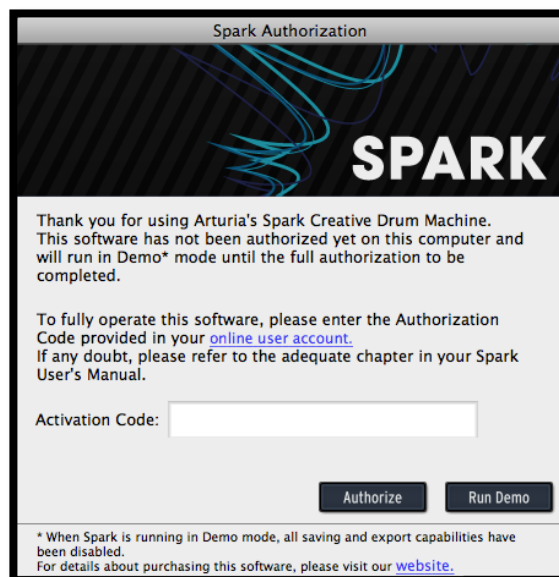 Spark Authorization
SPARK
Thank you for using Arturia's Spark Creative Drum Machine.
This software has not been authorized yet on this computer and
will run in Demo* mode until the full authorization to be
completed.
To fully operate this software, please enter the Authorization
Code provided in your online user account.
If any doubt, please refer to the adequate chapter in your Spark
User's Manual.
Activation Code:
Authorize
Run Demo
* When Spark is running in Demo mode, all saving and export capabilities have
been disabled.
For details about purchasing this software, please visit our website.